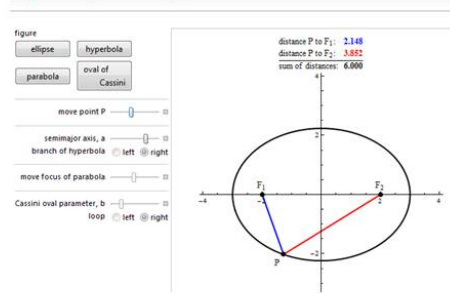 figure
ellipse
hyperbola
parabola
oval of
Cassini
move point P
semimajor axis, a
branch of hyperbola left right
move focus of parabola
Cassini oval parameter, b
loop left right
distance P to F1: 2.148
distance P to F2: 3.852
sum of distances: 6.000
4
2
F1 F2
-4 -2 2 4
-2
P